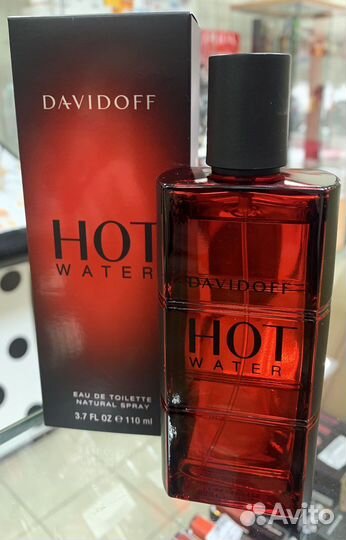 DAVIDOFF
HOT
WATER
EAU DE TOILETTE
NATURAL SPRAY
3.7 FL OZ e 110 ml
DAVIDOFF
HOT
WATER
Avito